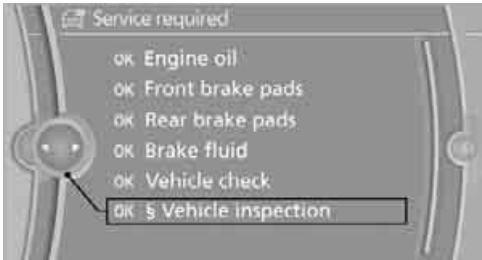 Service required
OK Engine oil
OK Front brake pads
OK Rear brake pads
OK Brake fluid
OK Vehicle check
OK § Vehicle inspection